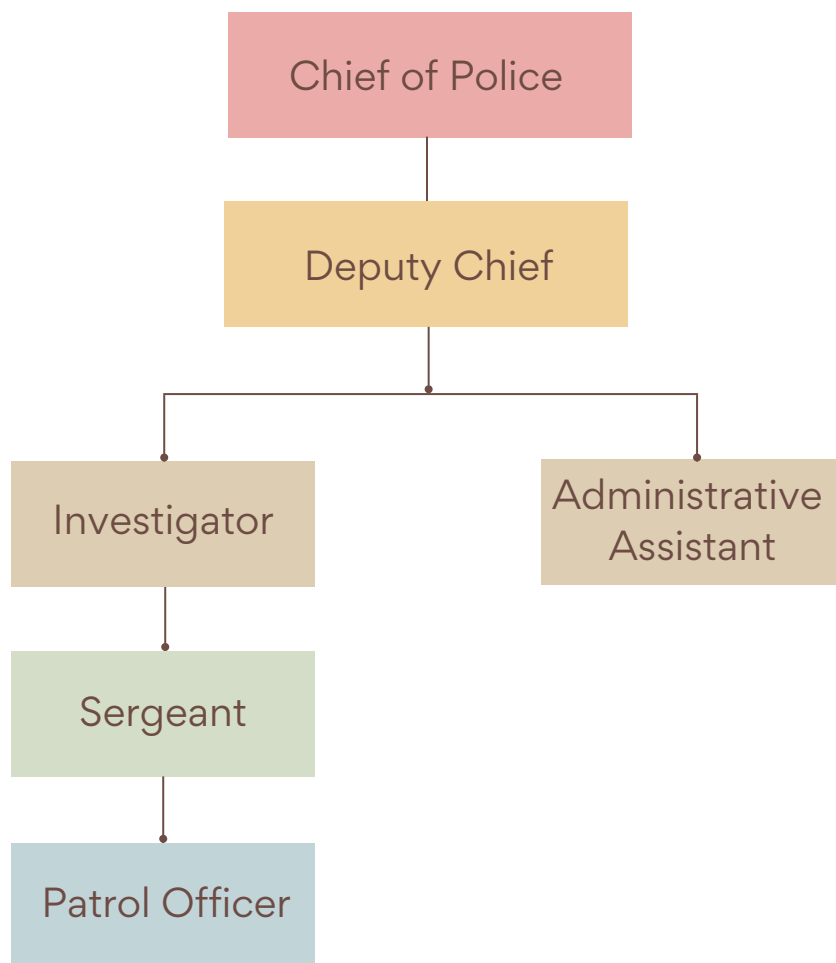 Chief of Police
Deputy Chief
Investigator
Administrative
Assistant
Sergeant
Patrol Officer